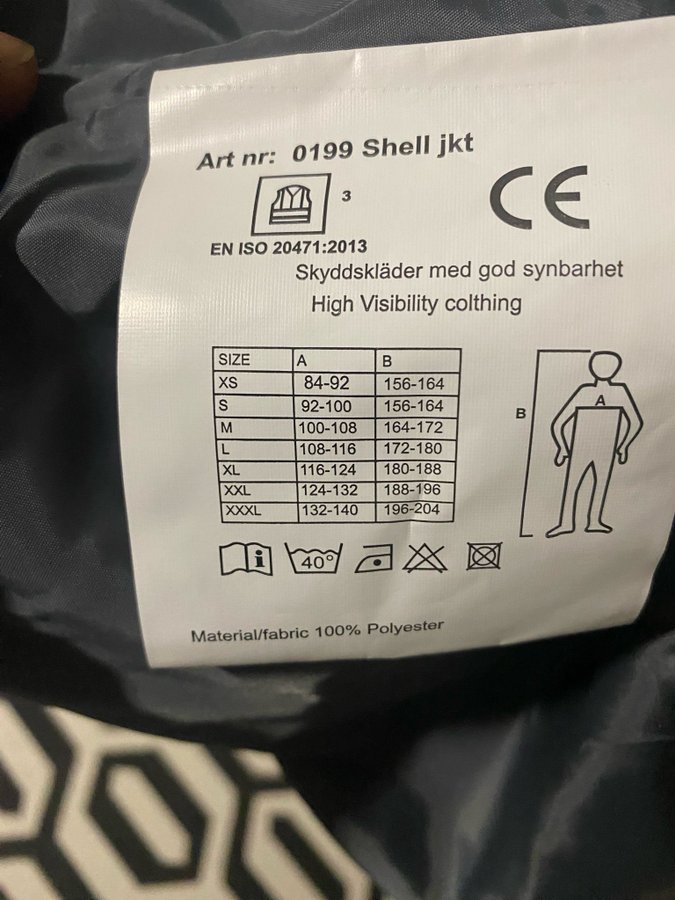 Art nr: 0199 Shell jkt
3
CE
EN ISO 20471:2013
Skyddskläder med god synbarhet
High Visibility colthing
SIZE A B
XS 84-92 156-164
S 92-100 156-164
M 100-108 164-172
L 108-116 172-180
XL 116-124 180-188
XXL 124-132 188-196
XXXL 132-140 196-204
B
A
i 40°
Material/fabric 100% Polyester